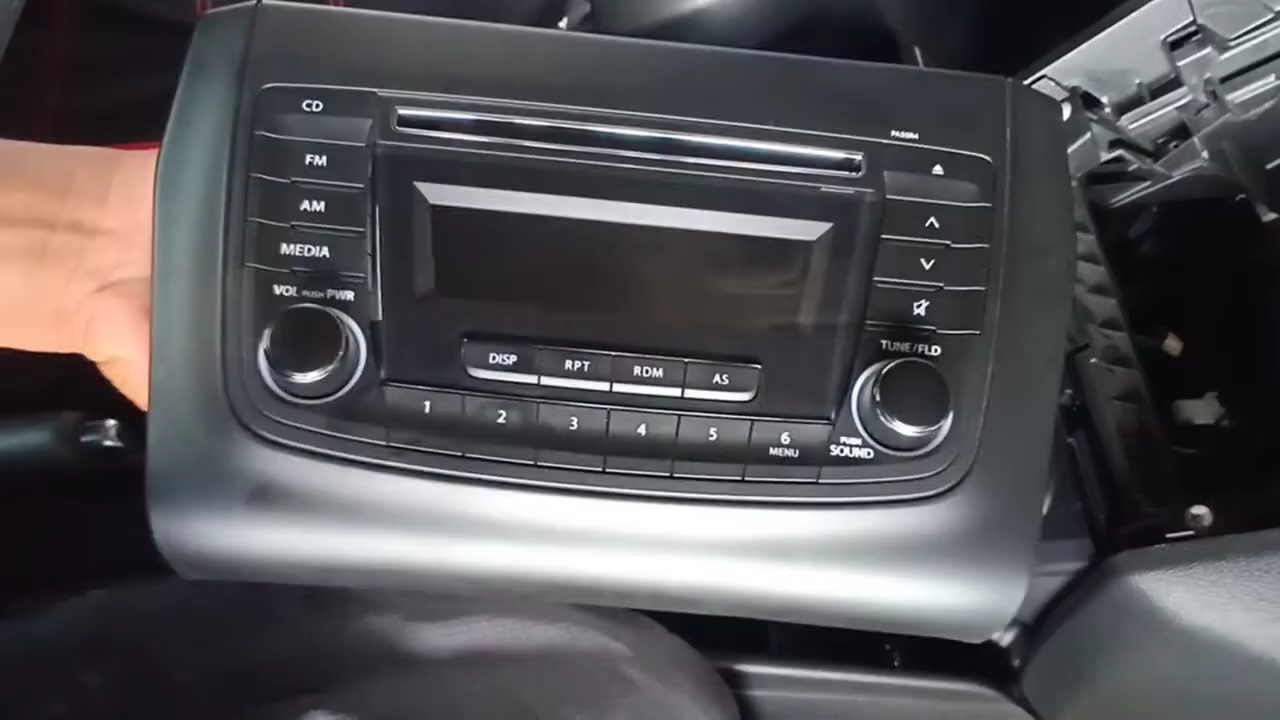 CD
FM
AM
MEDIA
VOL PUSH PWR
DISP
RPT
RDM
AS
1
2
3
4
5
6
MENU
TUNE/FLD
PUSH
SOUND